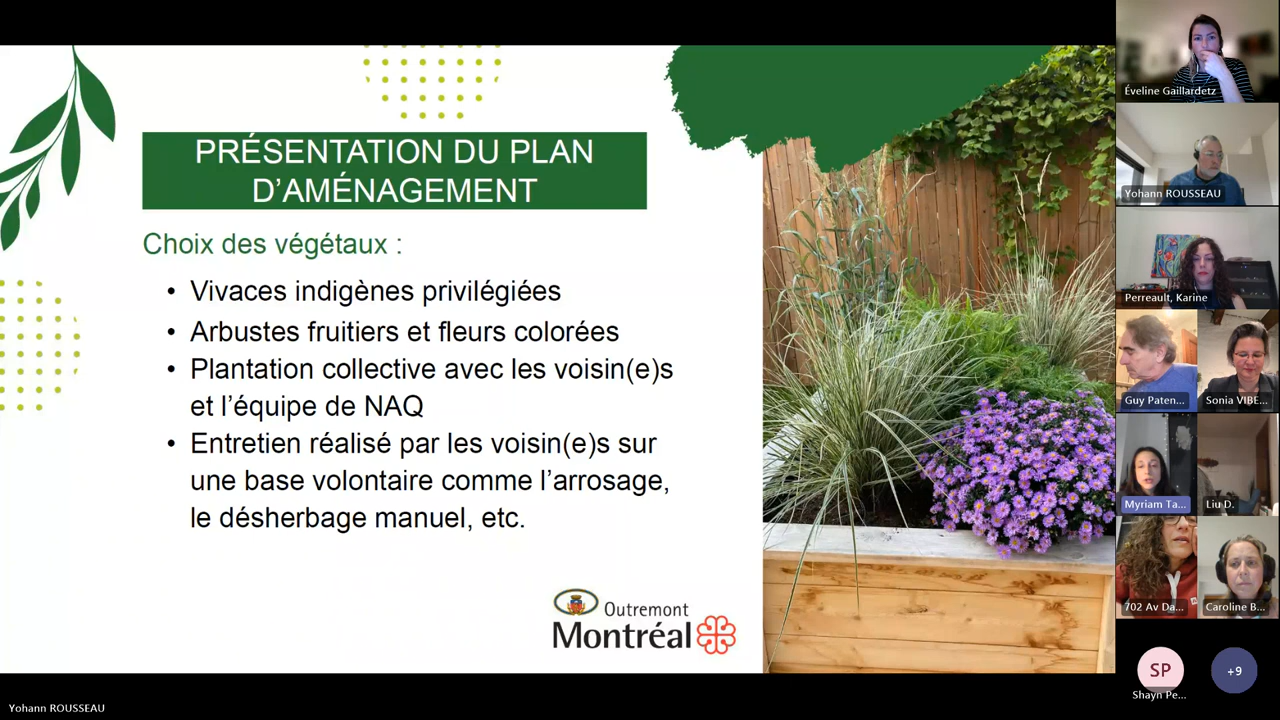 PRÉSENTATION DU PLAN
D'AMÉNAGEMENT
Choix des végétaux :
• Vivaces indigènes privilégiées
• Arbustes fruitiers et fleurs colorées
• Plantation collective avec les voisin(e)s
et l'équipe de NAQ
• Entretien réalisé par les voisin(e)s sur
une base volontaire comme l'arrosage,
le désherbage manuel, etc.
Outremont
Montréal
Éveline Gaillardetz
Yohann ROUSSEAU
Perreault, Karine
Guy Paten...
Sonia VIBE...
Myriam Ta...
Liu D.
702 Av Da...
Caroline B...
SP
Shayn Pe...
+9
Yohann ROUSSEAU